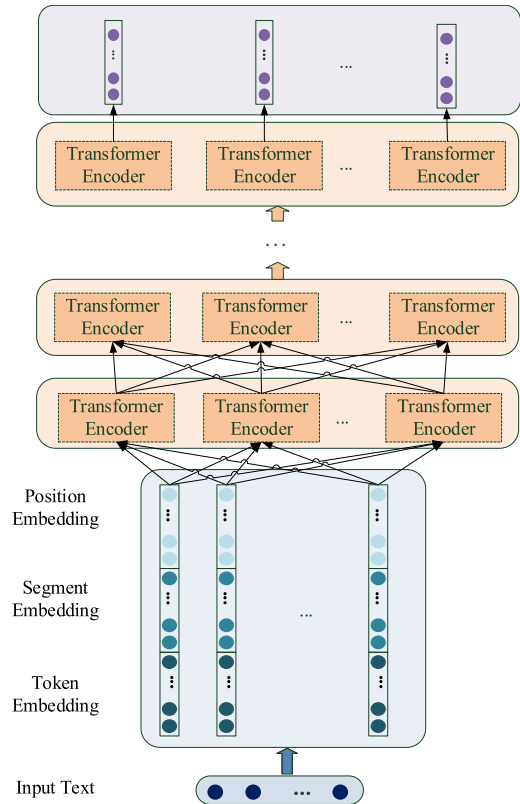 ...
Transformer Transformer ... Transformer
Encoder Encoder Encoder
...
Transformer Transformer ... Transformer
Encoder Encoder Encoder
Transformer Transformer ... Transformer
Encoder Encoder Encoder
Position
Embedding
Segment
Embedding
...
Token
Embedding
Input Text